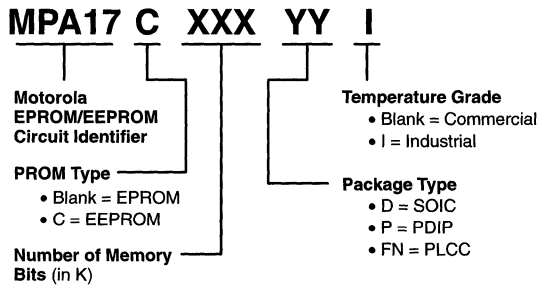 MPA17 C XXX YY I
Motorola
EPROM/EEPROM
Circuit Identifier
PROM Type
• Blank = EPROM
• C = EEPROM
Number of Memory
Bits (in K)
Temperature Grade
• Blank = Commercial
• I = Industrial
Package Type
• D = SOIC
• P = PDIP
• FN = PLCC